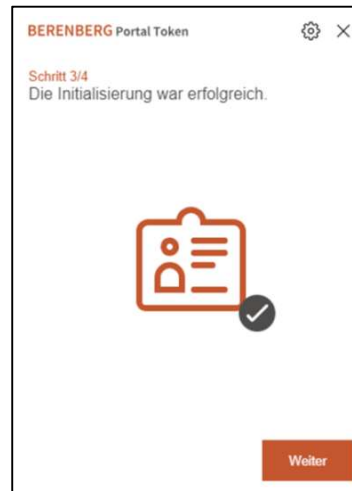 BERENBERG Portal Token
Schritt 3/4
Die Initialisierung war erfolgreich.
Weiter